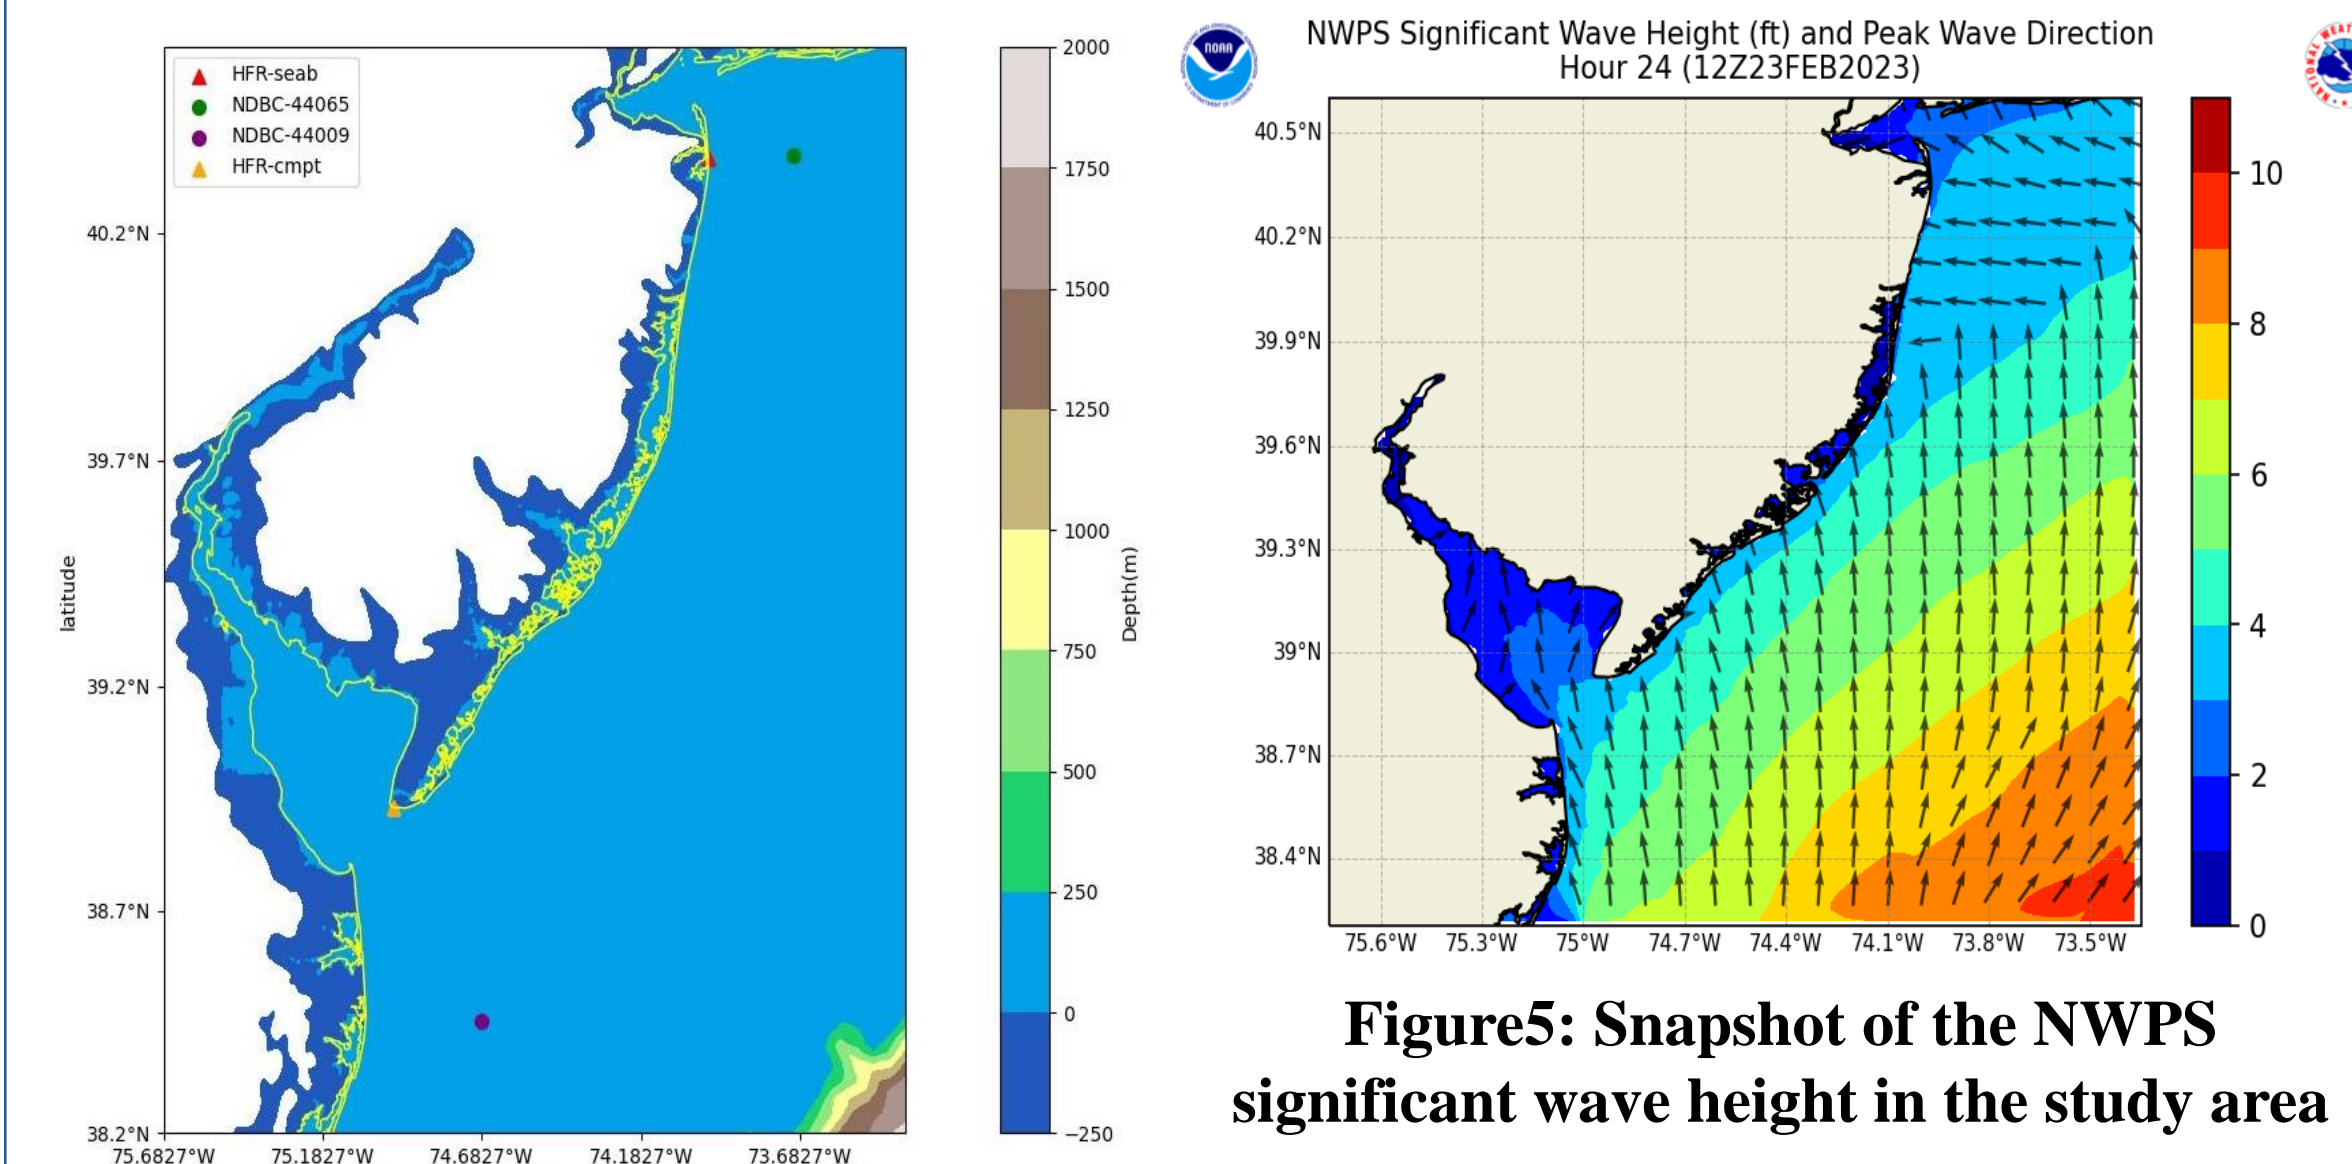 HFR-seab
NDBC-44065
NDBC-44009
HFR-cmpt
40.2°N
39.7°N
39.2°N
38.7°N
38.2°N
latitude
75.6827°W
75.1827°W
74.6827°W
74.1827°W
73.6827°W
2000
1750
1500
1250
1000
750
500
250
0
−250
Depth(m)
NOAA
NWPS Significant Wave Height (ft) and Peak Wave Direction
Hour 24 (12Z23FEB2023)
40.5°N
40.2°N
39.9°N
39.6°N
39.3°N
39°N
38.7°N
38.4°N
75.6°W
75.3°W
75°W
74.7°W
74.4°W
74.1°W
73.8°W
73.5°W
10
8
6
4
2
0
Figure5: Snapshot of the NWPS
significant wave height in the study area